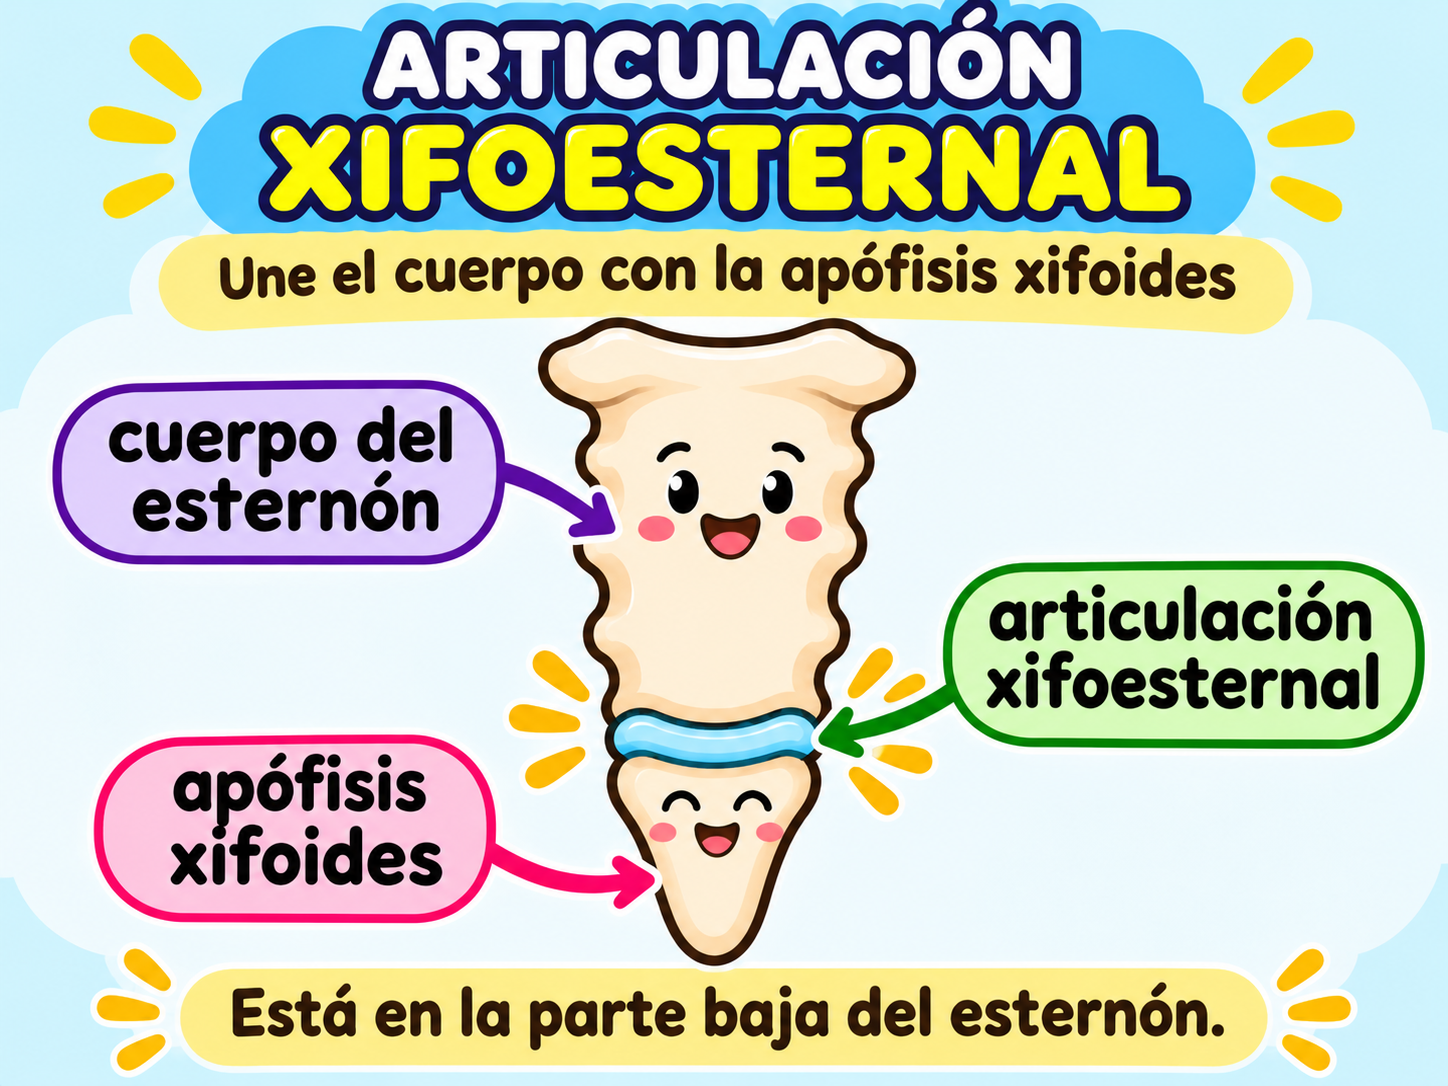 ARTICULACIÓN
XIFOESTERNAL
Une el cuerpo con la apófisis xifoides
cuerpo del
esternón
articulación
xifoesternal
apófisis
xifoides
Está en la parte baja del esternón.